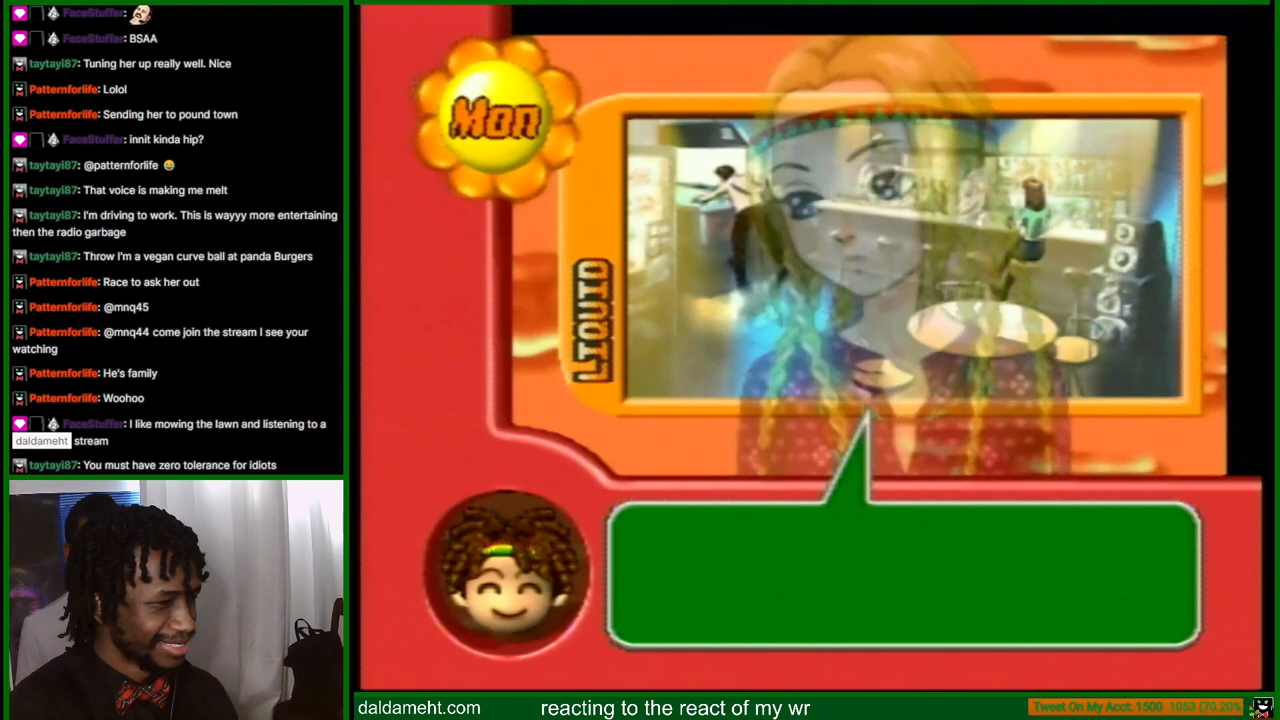 FaceStuffer:
FaceStuffer: BSAA
taytayi87: Tuning her up really well. Nice
Patternforlife: Lolol
Patternforlife: Sending her to pound town
FaceStuffer: innit kinda hip?
taytayi87: @patternforlife
taytayi87: That voice is making me melt
taytayi87: I'm driving to work. This is wayyy more entertaining
then the radio garbage
taytayi87: Throw I'm a vegan curve ball at panda Burgers
Patternforlife: Race to ask her out
Patternforlife: @mnq45
Patternforlife: @mnq44 come join the stream I see your
watching
Patternforlife: He's family
Patternforlife: Woohoo
FaceStuffer: I like mowing the lawn and listening to a
daldameht stream
taytayi87: You must have zero tolerance for idiots
Mon
LIQUID
daldameht.com
reacting to the react of my wr
Tweet On My Acct: 1500 1053 (70.20%